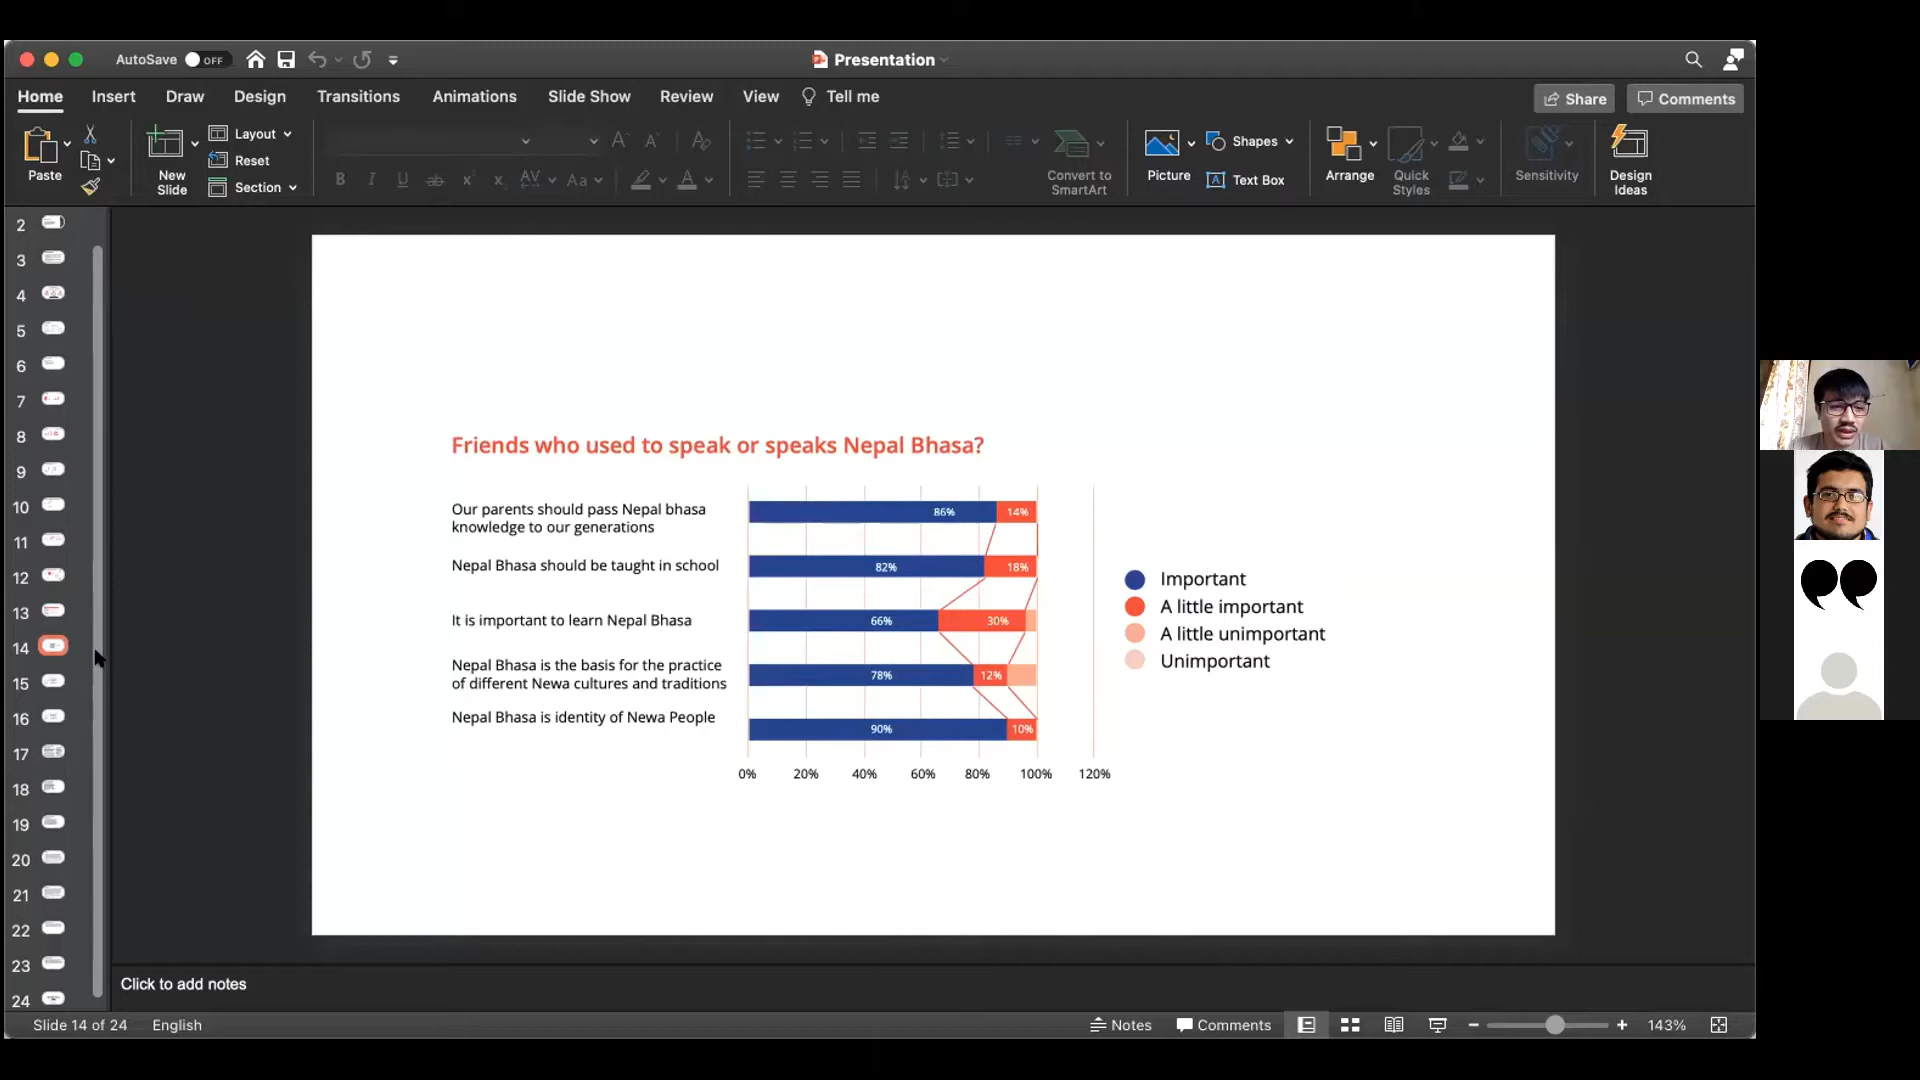 AutoSave OFF
Presentation
Home Insert Draw Design Transitions Animations Slide Show Review View Tell me
Share Comments
Paste
New
Slide
Layout
Reset
Section
B I U ab x x AV Aa A
Convert to
SmartArt
Picture
Shapes
Text Box
Arrange
Quick
Styles
Sensitivity
Design
Ideas
2
3
4
5
6
7
8
9
10
11
12
13
14
15
16
17
18
19
20
21
22
23
24
Friends who used to speak or speaks Nepal Bhasa?
Our parents should pass Nepal bhasa
knowledge to our generations
86% 14%
Nepal Bhasa should be taught in school
82% 18%
It is important to learn Nepal Bhasa
66% 30%
Nepal Bhasa is the basis for the practice
of different Newa cultures and traditions
78% 12%
Nepal Bhasa is identity of Newa People
90% 10%
0% 20% 40% 60% 80% 100% 120%
Important
A little important
A little unimportant
Unimportant
Click to add notes
Slide 14 of 24 English
Notes Comments 143%